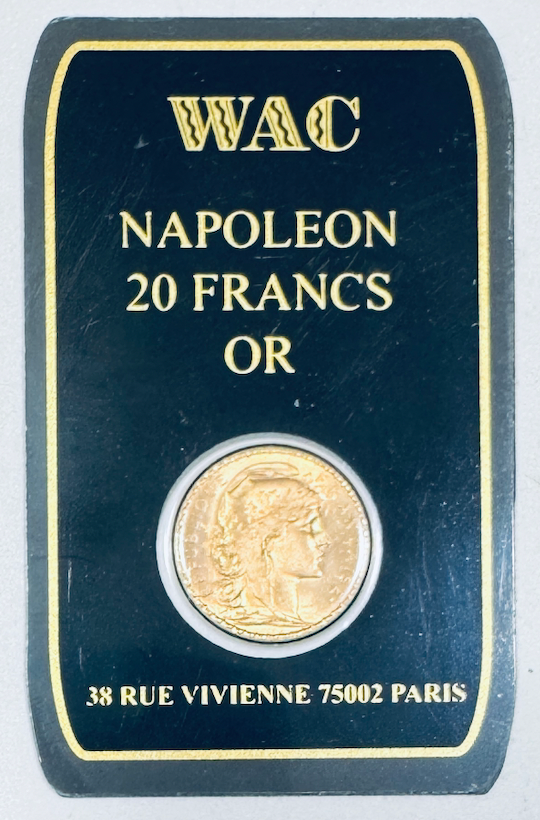 WAC
NAPOLEON
20 FRANCS
OR
38 RUE VIVIENNE 75002 PARIS